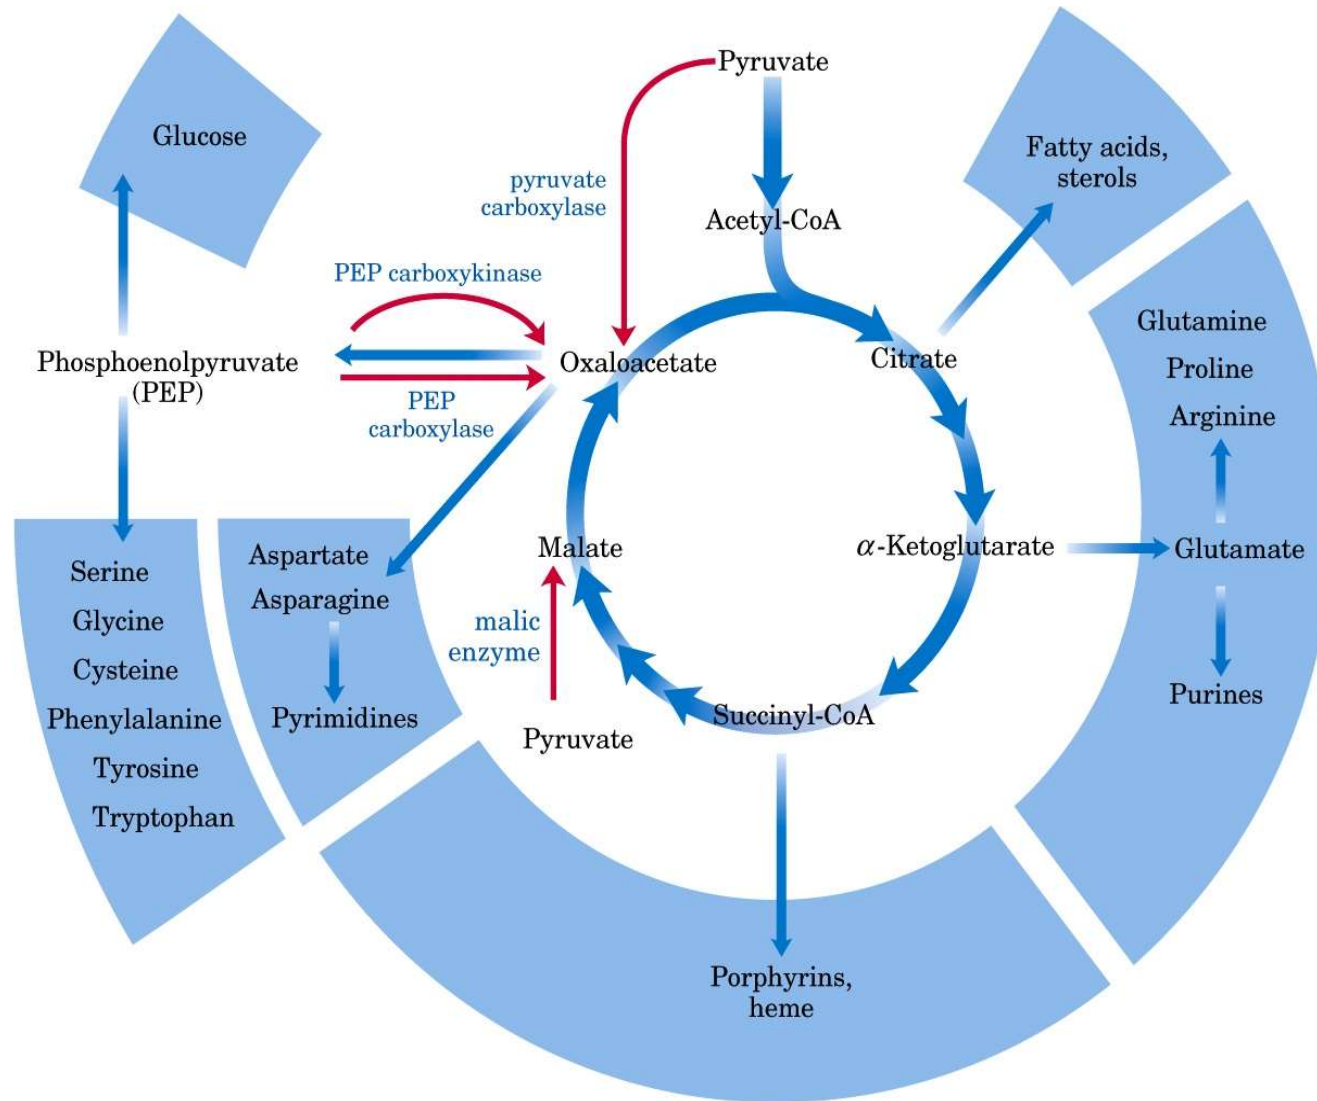 Pyruvate
Glucose
Fatty acids,
sterols
pyruvate
carboxylase
Acetyl-CoA
PEP carboxykinase
Glutamine
Phosphoenolpyruvate
(PEP)
Oxaloacetate
Citrate
Proline
PEP
carboxylase
Arginine
Aspartate
Malate
α-Ketoglutarate
Glutamate
Serine
Asparagine
Glycine
malic
enzyme
Cysteine
Purines
Phenylalanine
Pyrimidines
Succinyl-CoA
Pyruvate
Tyrosine
Tryptophan
Porphyrins,
heme